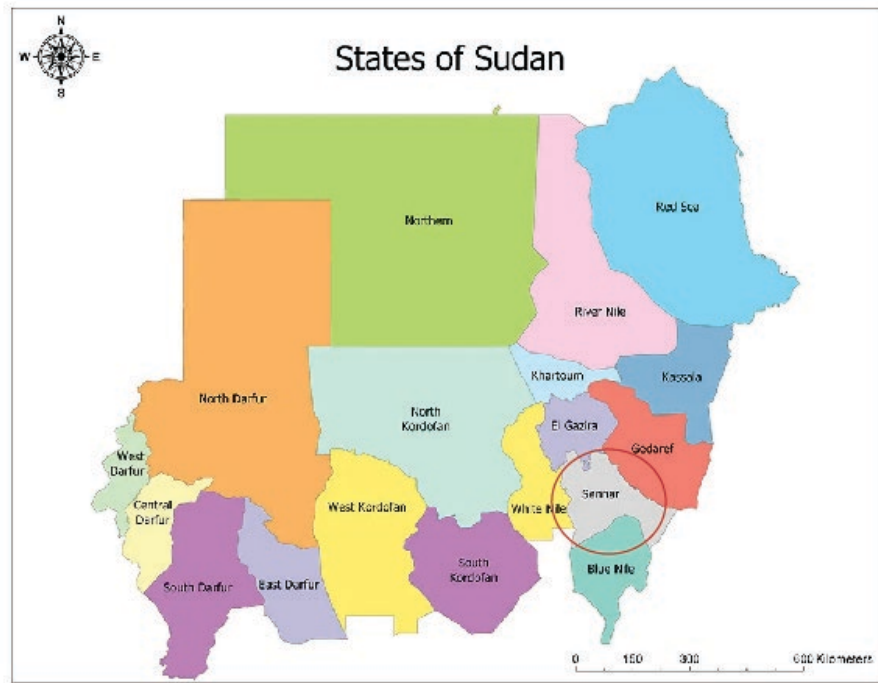 N
W E
S
States of Sudan
Northern
Red Sea
River Nile
Khartoum
Kassala
North Darfur
North
Kordofan
El Gazira
Gedaref
West
Darfur
Central
Darfur
West Kordofan
White Nile
Sennar
South Darfur
East Darfur
South
Kordofan
Blue Nile
0 150 300 600 Kilometers